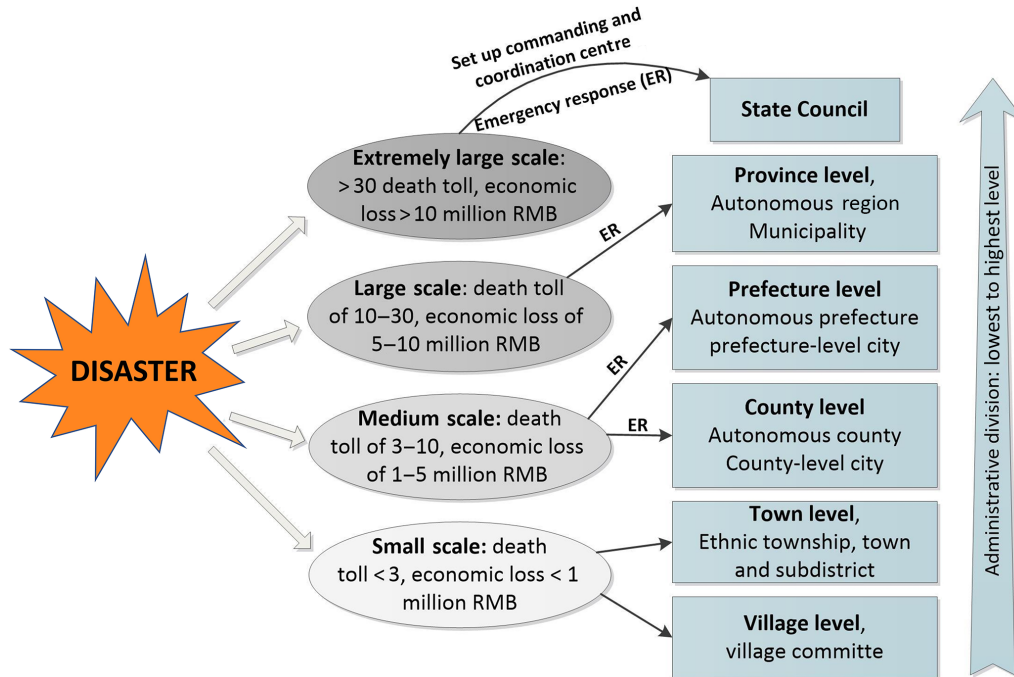 Set up commanding and
coordination centre
Emergency response (ER)
State Council
Extremely large scale:
> 30 death toll, economic
loss > 10 million RMB
Province level,
Autonomous region
Municipality
ER
Large scale: death toll
of 10–30, economic loss of
5–10 million RMB
Prefecture level
Autonomous prefecture
prefecture-level city
ER
DISASTER
Medium scale: death
toll of 3–10, economic loss
of 1–5 million RMB
ER
County level
Autonomous county
County-level city
Small scale: death
toll < 3, economic loss < 1
million RMB
Town level,
Ethnic township, town
and subdistrict
Village level,
village committe
Administrative division: lowest to highest level